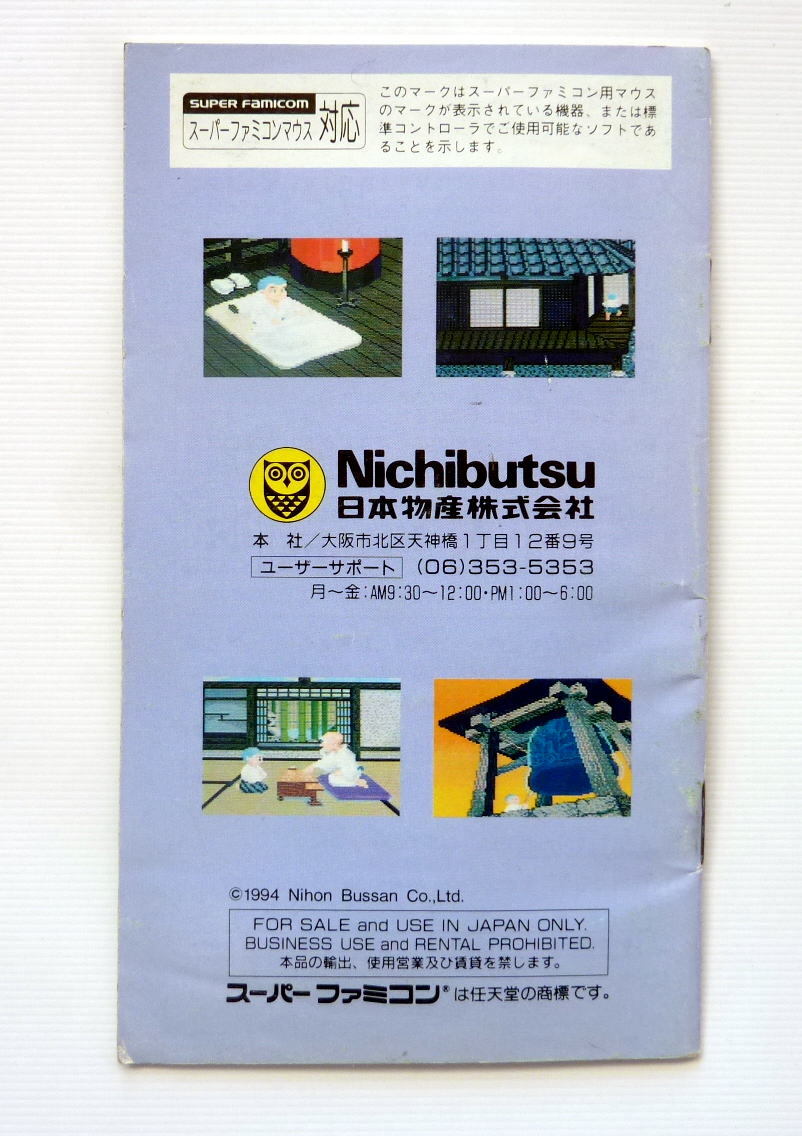 SUPER FAMICOM
スーパーファミコンマウス 対応
このマークはスーパーファミコン用マウス
のマークが表示されている機器、または標
準コントローラでご使用可能なソフトであ
ることを示します。
Nichibutsu
日本物産株式会社
本 社／大阪市北区天神橋1丁目12番9号
ユーザーサポート (06)353-5353
月～金:AM9:30～12:00・PM1:00～6:00
©1994 Nihon Bussan Co.,Ltd.
FOR SALE and USE IN JAPAN ONLY.
BUSINESS USE and RENTAL PROHIBITED.
本品の輸出、使用営業及び賃貸を禁します。
スーパーファミコン®は任天堂の商標です。